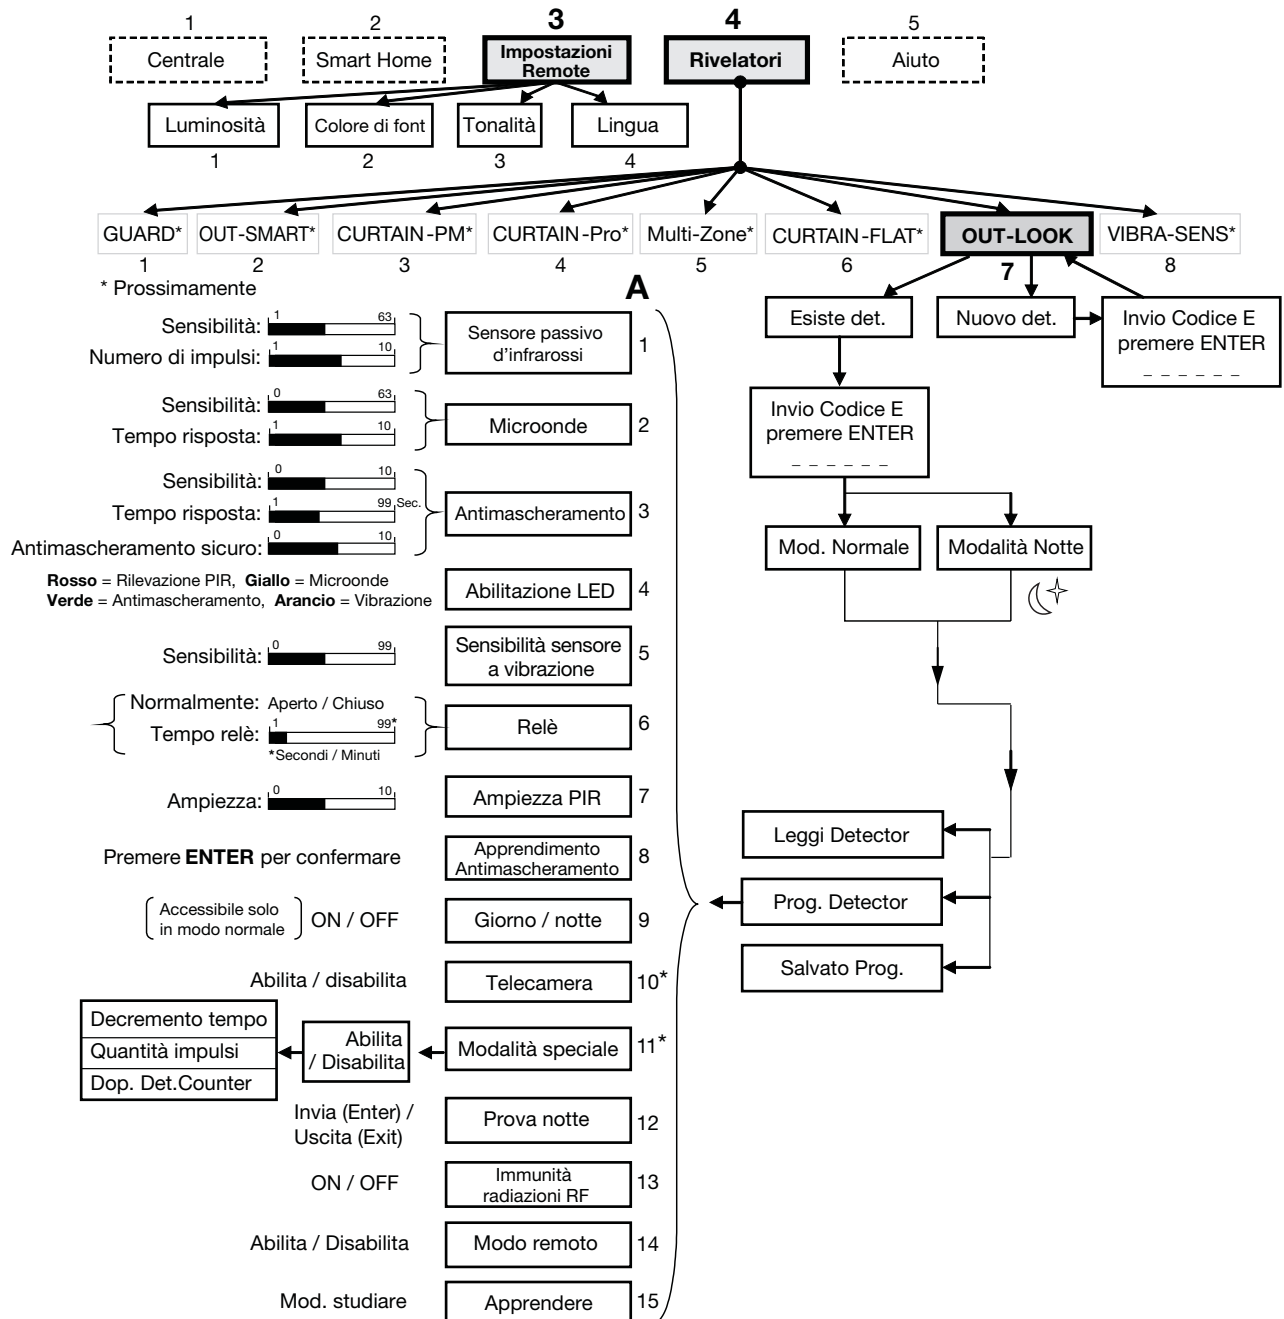 1
2
3
4
5
Centrale
Smart Home
Impostazioni
Remote
Rivelatori
Aiuto
Luminosità
Colore di font
Tonalità
Lingua
1
2
3
4
GUARD*
OUT-SMART*
CURTAIN-PM*
CURTAIN-Pro*
Multi-Zone*
CURTAIN-FLAT*
OUT-LOOK
VIBRA-SENS*
1
2
3
4
5
6
7
8
* Prossimamente
A
Esiste det.
Nuovo det.
Invio Codice E
premere ENTER
_ _ _ _ _ _
Invio Codice E
premere ENTER
_ _ _ _ _ _
Mod. Normale
Modalità Notte
Leggi Detector
Prog. Detector
Salvato Prog.
Sensibilità:
1
63
Numero di impulsi:
1
10
Sensore passivo
d'infrarossi
1
Sensibilità:
0
63
Tempo risposta:
1
10
Microonde
2
Sensibilità:
0
10
Tempo risposta:
1
99 Sec.
Antimascheramento sicuro:
0
10
Antimascheramento
3
Rosso = Rilevazione PIR, Giallo = Microonde
Verde = Antimascheramento, Arancio = Vibrazione
Abilitazione LED
4
Sensibilità:
0
99
Sensibilità sensore
a vibrazione
5
Normalmente: Aperto / Chiuso
Tempo relè:
1
99*
*Secondi / Minuti
Relè
6
Ampiezza:
0
10
Ampiezza PIR
7
Premere ENTER per confermare
Apprendimento
Antimascheramento
8
Accessibile solo
in modo normale
ON / OFF
Giorno / notte
9
Abilita / disabilita
Telecamera
10*
Decremento tempo
Quantità impulsi
Dop. Det.Counter
Abilita
/ Disabilita
Modalità speciale
11*
Invia (Enter) /
Uscita (Exit)
Prova notte
12
ON / OFF
Immunità
radiazioni RF
13
Abilita / Disabilita
Modo remoto
14
Mod. studiare
Apprendere
15